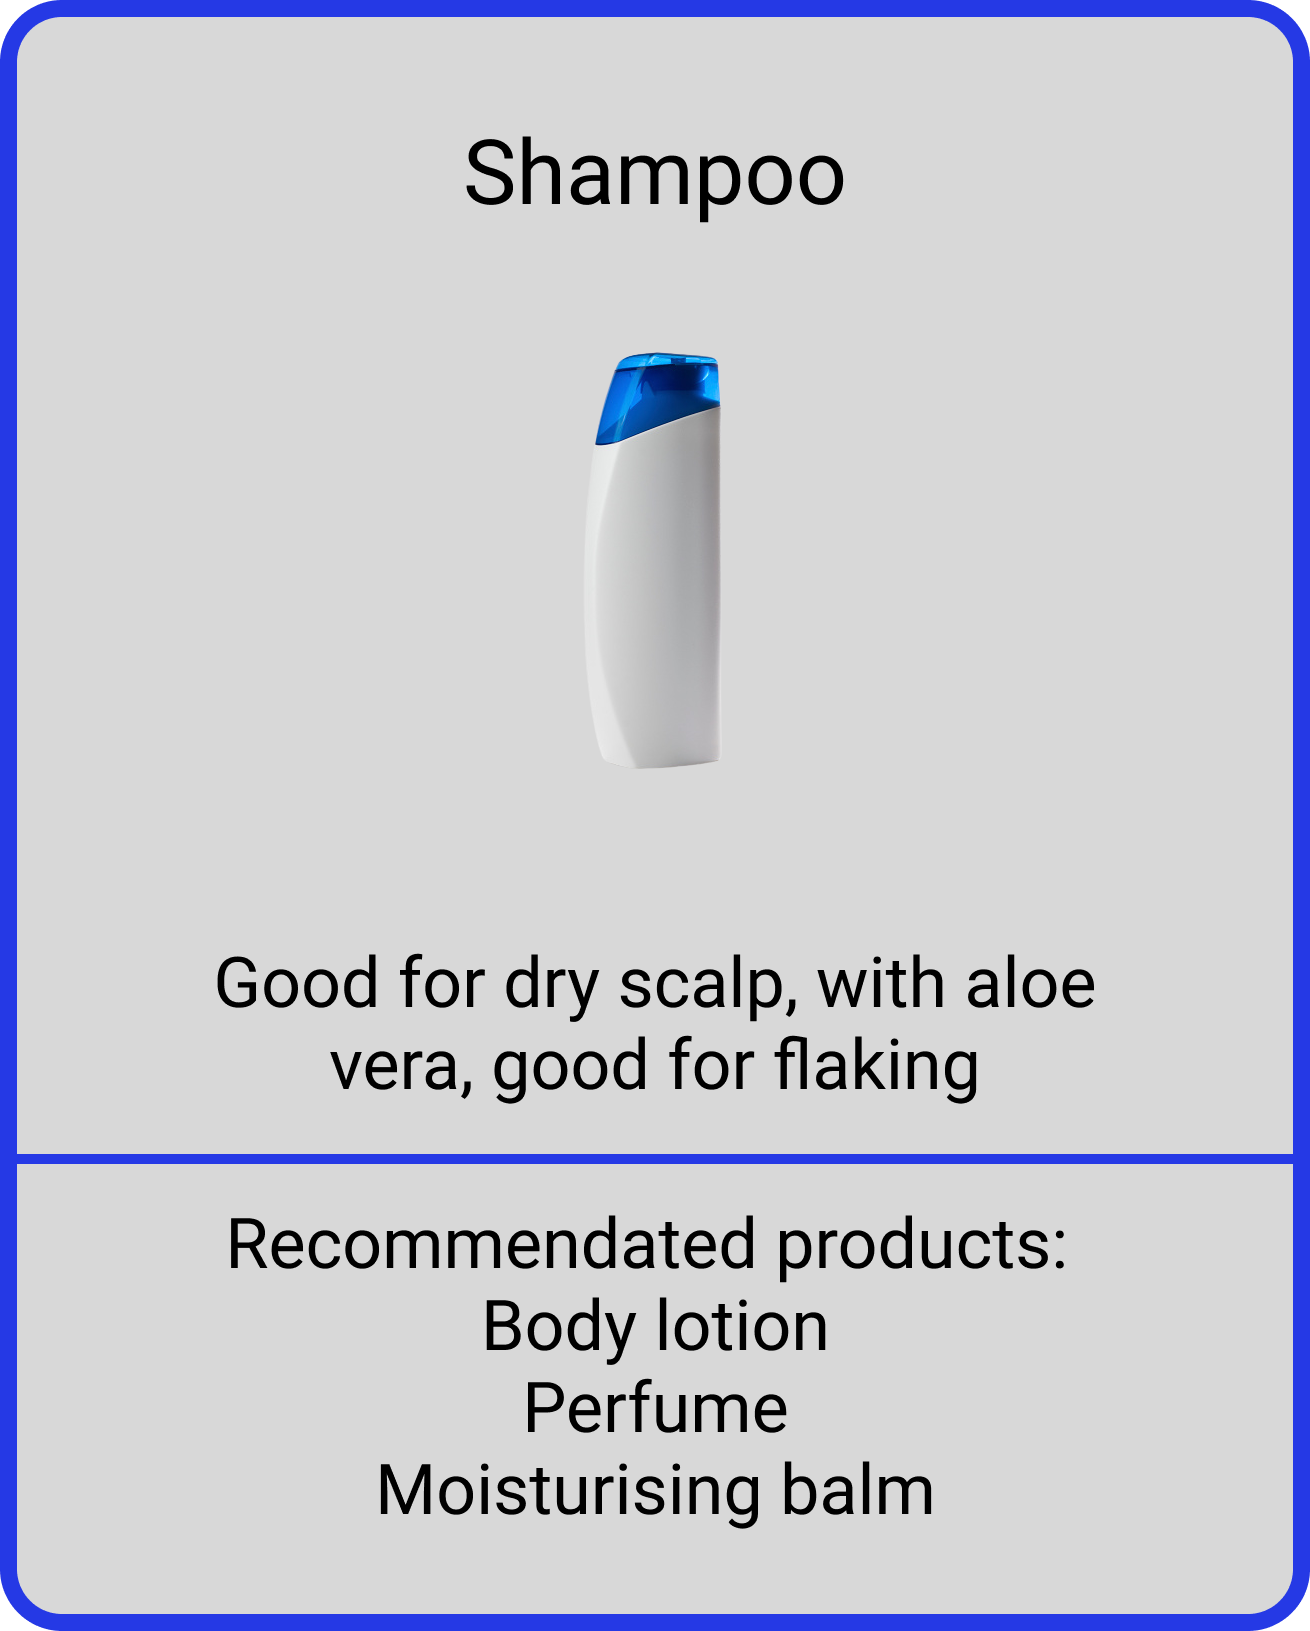 Shampoo
Good for dry scalp, with aloe
vera, good for flaking
Recommendated products:
Body lotion
Perfume
Moisturising balm